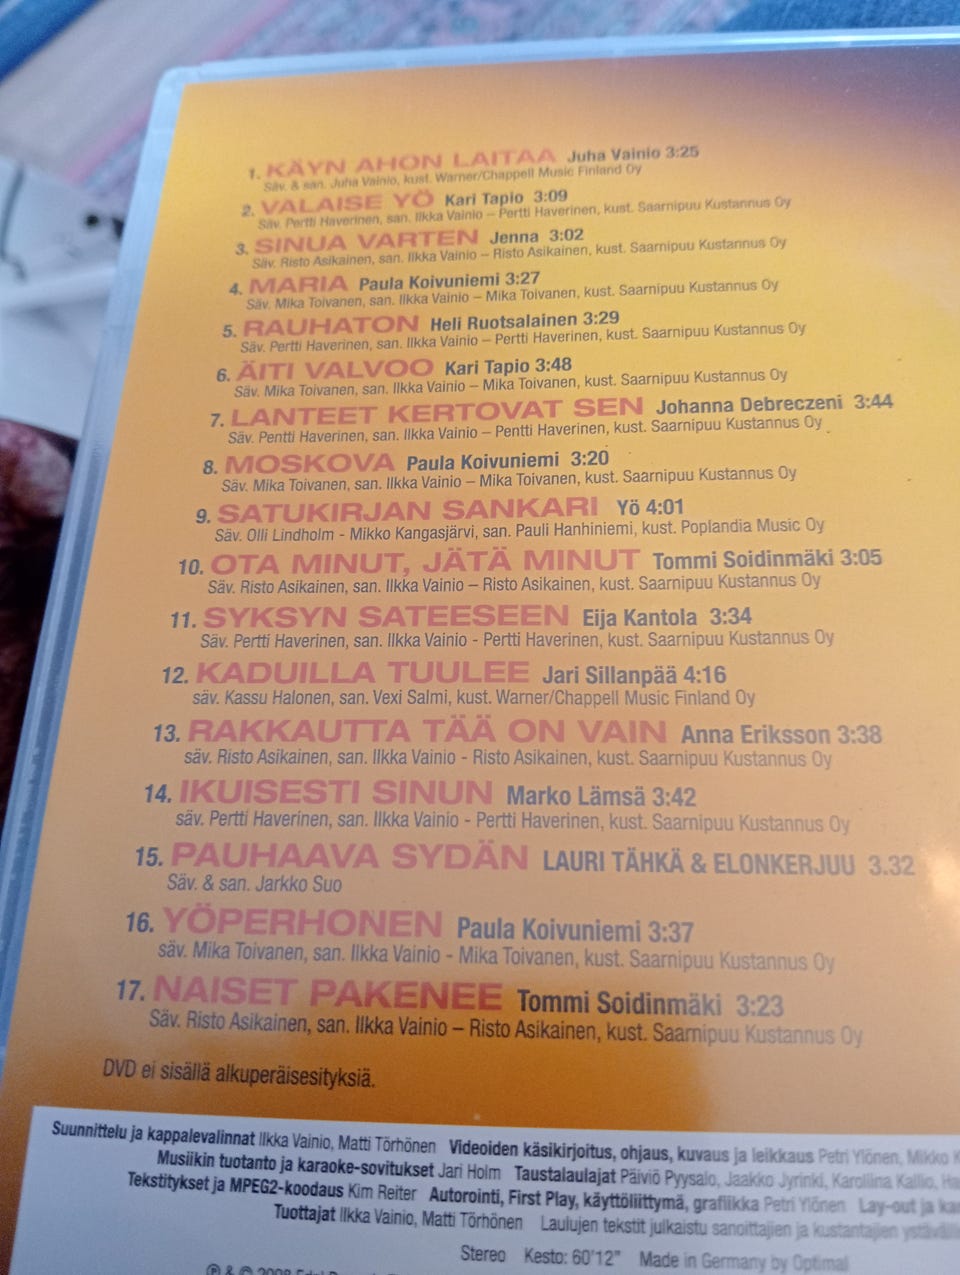 1. KÄYN AHON LAITAA Juha Vainio 3:25
Säv. & san. Juha Vainio, kust. Warner/Chappell Music Finland Oy
2. VALAISE YÖ Kari Tapio 3:09
Säv. Pertti Haverinen, san. Ilkka Vainio – Pertti Haverinen, kust. Saarnipuu Kustannus Oy
3. SINUA VARTEN Jenna 3:02
Säv. Risto Asikainen, san. Ilkka Vainio – Risto Asikainen, kust. Saarnipuu Kustannus Oy
4. MARIA Paula Koivuniemi 3:27
Säv. Mika Toivanen, san. Ilkka Vainio – Mika Toivanen, kust. Saarnipuu Kustannus Oy
5. RAUHATON Heli Ruotsalainen 3:29
Säv. Pertti Haverinen, san. Ilkka Vainio – Pertti Haverinen, kust. Saarnipuu Kustannus Oy
6. ÄITI VALVOO Kari Tapio 3:48
Säv. Mika Toivanen, san. Ilkka Vainio – Mika Toivanen, kust. Saarnipuu Kustannus Oy
7. LANTEET KERTOVAT SEN Johanna Debreczeni 3:44
Säv. Pentti Haverinen, san. Ilkka Vainio – Pentti Haverinen, kust. Saarnipuu Kustannus Oy
8. MOSKOVA Paula Koivuniemi 3:20
Säv. Mika Toivanen, san. Ilkka Vainio – Mika Toivanen, kust. Saarnipuu Kustannus Oy
9. SATUKIRJAN SANKARI Yö 4:01
Säv. Olli Lindholm - Mikko Kangasjärvi, san. Pauli Hanhiniemi, kust. Poplandia Music Oy
10. OTA MINUT, JÄTÄ MINUT Tommi Soidinmäki 3:05
Säv. Risto Asikainen, san. Ilkka Vainio – Risto Asikainen, kust. Saarnipuu Kustannus Oy
11. SYKSYN SATEESEEN Eija Kantola 3:34
Säv. Pertti Haverinen, san. Ilkka Vainio - Pertti Haverinen, kust. Saarnipuu Kustannus Oy
12. KADUILLA TUULEE Jari Sillanpää 4:16
säv. Kassu Halonen, san. Vexi Salmi, kust. Warner/Chappell Music Finland Oy
13. RAKKAUTTA TÄÄ ON VAIN Anna Eriksson 3:38
säv. Risto Asikainen, san. Ilkka Vainio - Risto Asikainen, kust. Saarnipuu Kustannus Oy
14. IKUISESTI SINUN Marko Lämsä 3:42
säv. Pertti Haverinen, san. Ilkka Vainio - Pertti Haverinen, kust. Saarnipuu Kustannus Oy
15. PAUHAAVA SYDÄN LAURI TÄHKÄ & ELONKERJUU 3.32
Säv. & san. Jarkko Suo
16. YÖPERHONEN Paula Koivuniemi 3:37
säv. Mika Toivanen, san. Ilkka Vainio - Mika Toivanen, kust. Saarnipuu Kustannus Oy
17. NAISET PAKENEE Tommi Soidinmäki 3:23
Säv. Risto Asikainen, san. Ilkka Vainio – Risto Asikainen, kust. Saarnipuu Kustannus Oy
DVD ei sisällä alkuperäisesityksiä.
Suunnittelu ja kappalevalinnat Ilkka Vainio, Matti Törhönen Videoiden käsikirjoitus, ohjaus, kuvaus ja leikkaus Petri Ylönen, Mikko
Musiikin tuotanto ja karaoke-sovitukset Jari Holm Taustalaulajat Päiviö Pyysalo, Jaakko Jyrinki, Karoliina Kallio,
Tekstitykset ja MPEG2-koodaus Kim Reiter Autorointi, First Play, käyttöliittymä, grafiikka Petri Ylönen Lay-out ja
Tuottajat Ilkka Vainio, Matti Törhönen Laulujen tekstit julkaistu sanoittajien ja kustantajien
Stereo Kesto: 60'12" Made in Germany by Optimal
℗ & © 2008